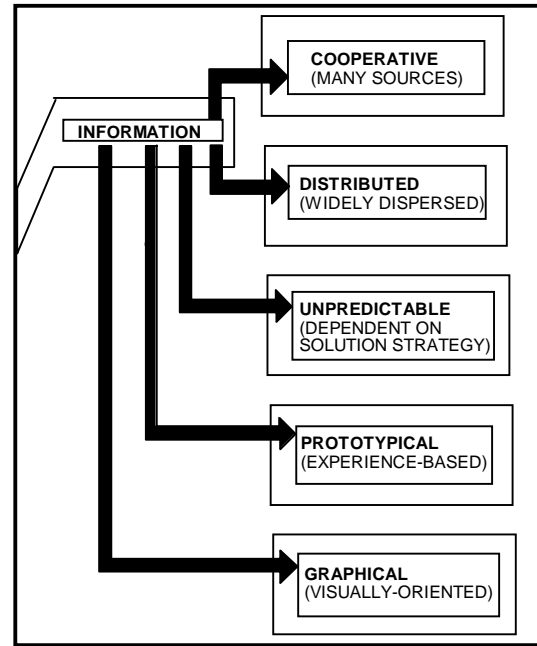 COOPERATIVE
(MANY SOURCES)
INFORMATION
DISTRIBUTED
(WIDELY DISPERSED)
UNPREDICTABLE
(DEPENDENT ON
SOLUTION STRATEGY)
PROTOTYPICAL
(EXPERIENCE-BASED)
GRAPHICAL
(VISUALLY-ORIENTED)